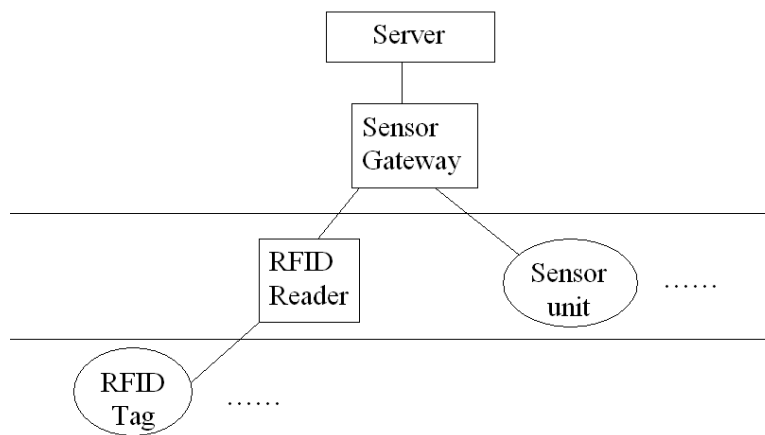 Server
Sensor
Gateway
RFID
Reader
Sensor
unit
......
RFID
Tag
......